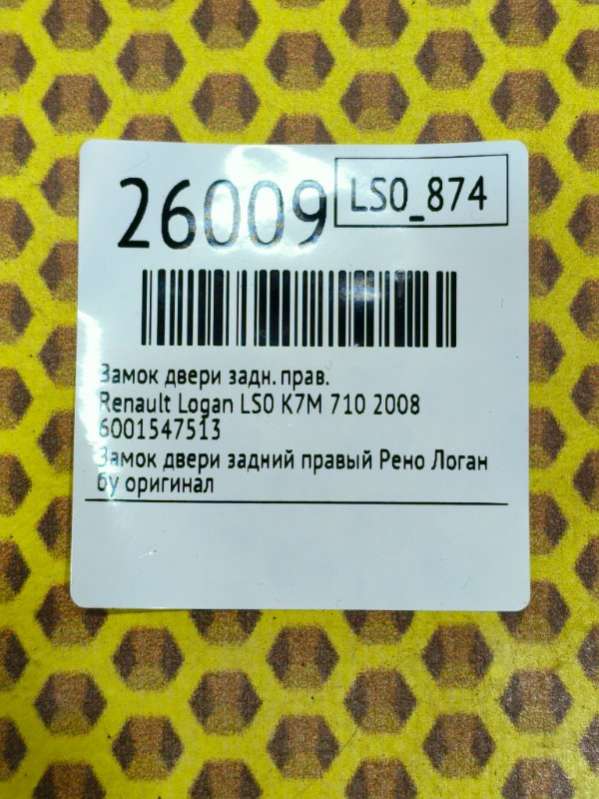 26009
LS0_874
Замок двери задн. прав.
Renault Logan LS0 K7M 710 2008
6001547513
Замок двери задний правый Рено Логан
бу оригинал